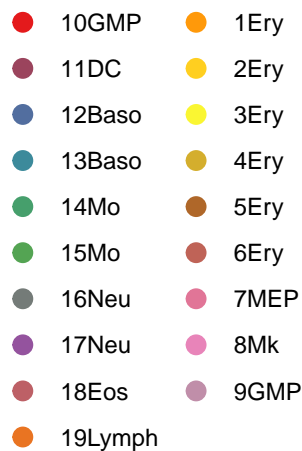 10GMP
11DC
12Baso
13Baso
14Mo
15Mo
16Neu
17Neu
18Eos
19Lymph
1Ery
2Ery
3Ery
4Ery
5Ery
6Ery
7MEP
8Mk
9GMP